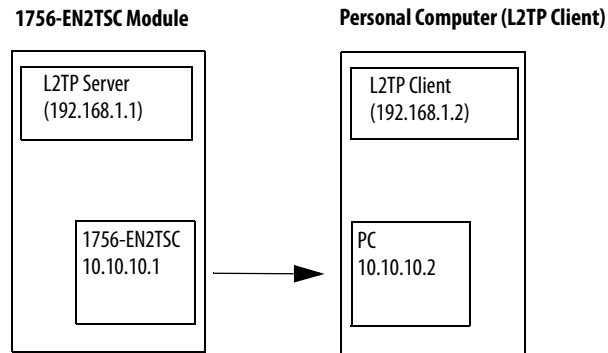 1756-EN2TSC Module
Personal Computer (L2TP Client)
L2TP Server
(192.168.1.1)
L2TP Client
(192.168.1.2)
1756-EN2TSC
10.10.10.1
PC
10.10.10.2